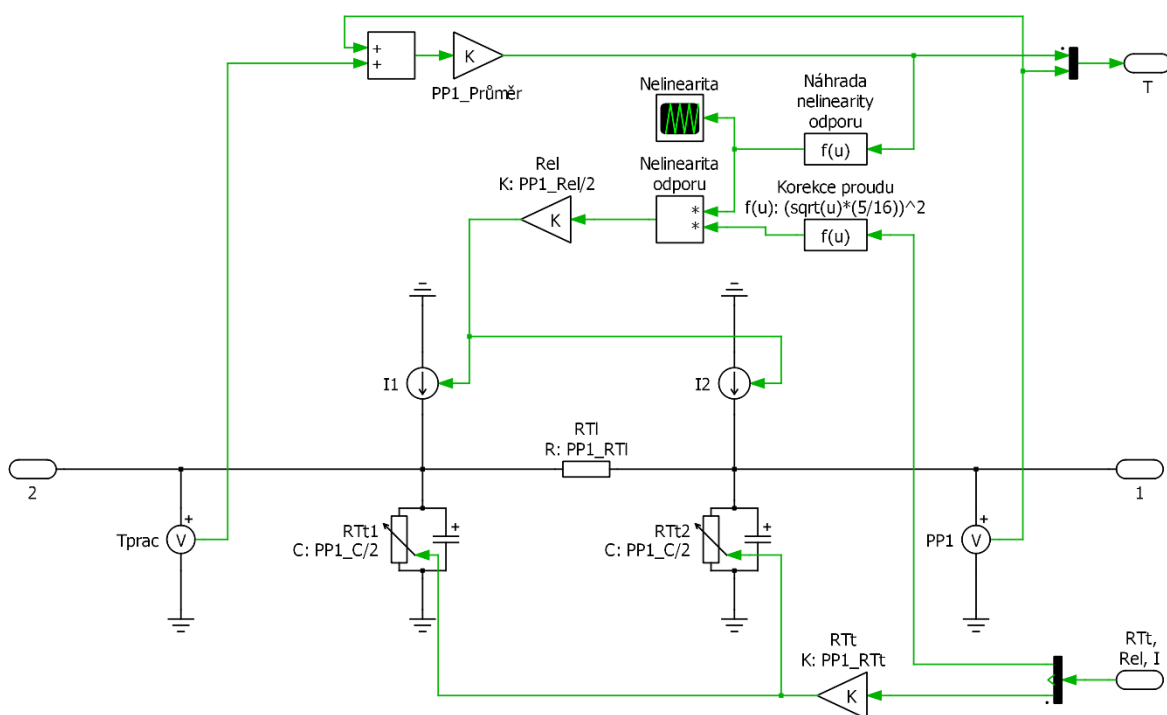 +
+
K
PP1_Průměr
T
Nelinearita
Náhrada
nelinearity
odporu
f(u)
Rel
K: PP1_Rel/2
K
Nelinearita
odporu
*
*
Korekce proudu
f(u): (sqrt(u)*(5/16))^2
f(u)
I1
I2
RTl
R: PP1_RTl
2
1
+
Tprac
V
RTt1
C: PP1_C/2
+
RTt2
C: PP1_C/2
+
+
PP1
V
RTt
K: PP1_RTt
K
RTt,
Rel, I